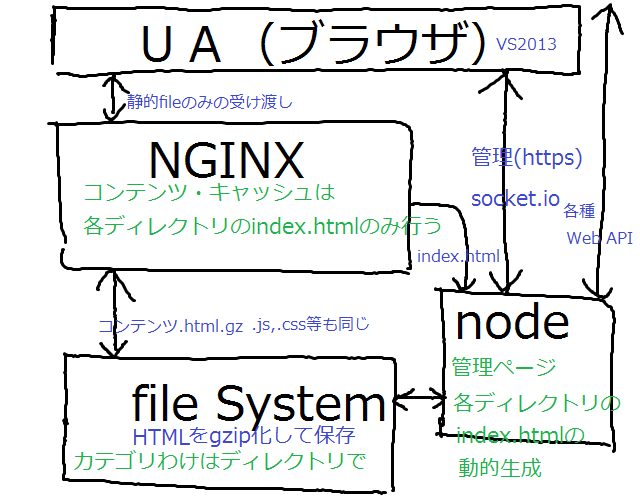 UA (ブラウザ)
VS2013
静的fileのみの受け渡し
NGINX
コンテンツ・キャッシュは
各ディレクトリのindex.htmlのみ行う
管理(https)
socket.io
各種
Web API
index.html
コンテンツ.html.gz .js,.css等も同じ
node
管理ページ
各ディレクトリの
index.htmlの
動的生成
file System
HTMLをgzip化して保存
カテゴリわけはディレクトリで